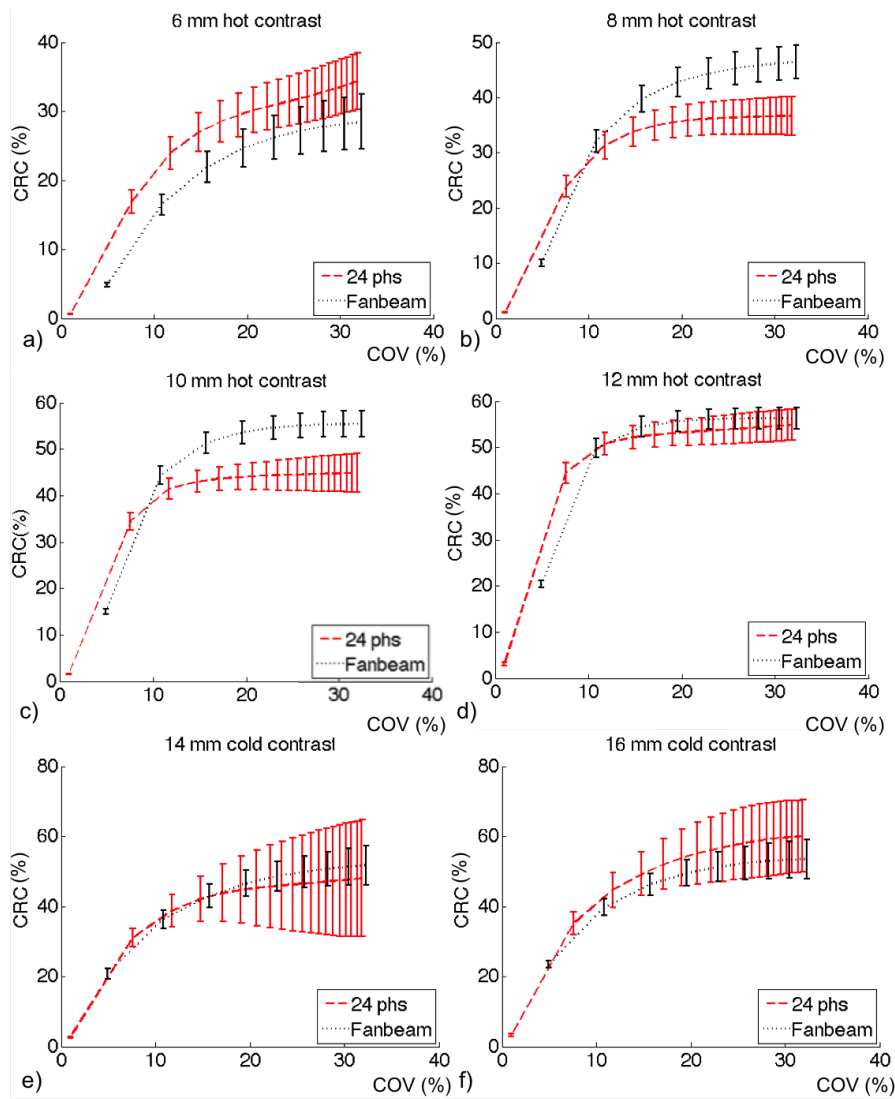 6 mm hot contrast
40
30
20
10
0
0
10
20
30
40
CRC (%)
COV (%)
24 phs
Fanbeam
a)
8 mm hot contrast
50
40
30
20
10
0
0
10
20
30
40
CRC (%)
COV (%)
24 phs
Fanbeam
b)
10 mm hot contrast
60
50
40
30
20
10
0
0
10
20
30
40
CRC(%)
COV (%)
24 phs
Fanbeam
c)
12 mm hot contrast
60
50
40
30
20
10
0
0
10
20
30
40
CRC (%)
COV (%)
24 phs
Fanbeam
d)
14 mm cold contrast
80
60
40
20
0
0
10
20
30
40
CRC (%)
COV (%)
24 phs
Fanbeam
e)
16 mm cold contrast
80
60
40
20
0
0
10
20
30
40
CRC (%)
COV (%)
24 phs
Fanbeam
f)